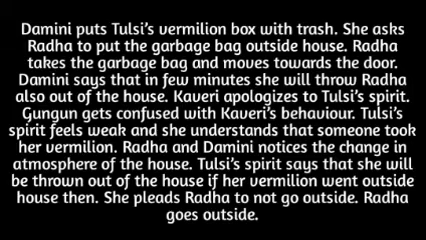 Damini puts Tulsi's vermilion box with trash. She asks
Radha to put the garbage bag outside house. Radha
takes the garbage bag and moves towards the door.
Damini says that in few minutes she will throw Radha
also out of the house. Kaveri apologizes to Tulsi's spirit.
Gungun gets confused with Kaveri's behaviour. Tulsi's
spirit feels weak and she understands that someone took
her vermilion. Radha and Damini notices the change in
atmosphere of the house. Tulsi's spirit says that she will
be thrown out of the house if her vermilion went outside
house then. She pleads Radha to not go outside. Radha
goes outside.